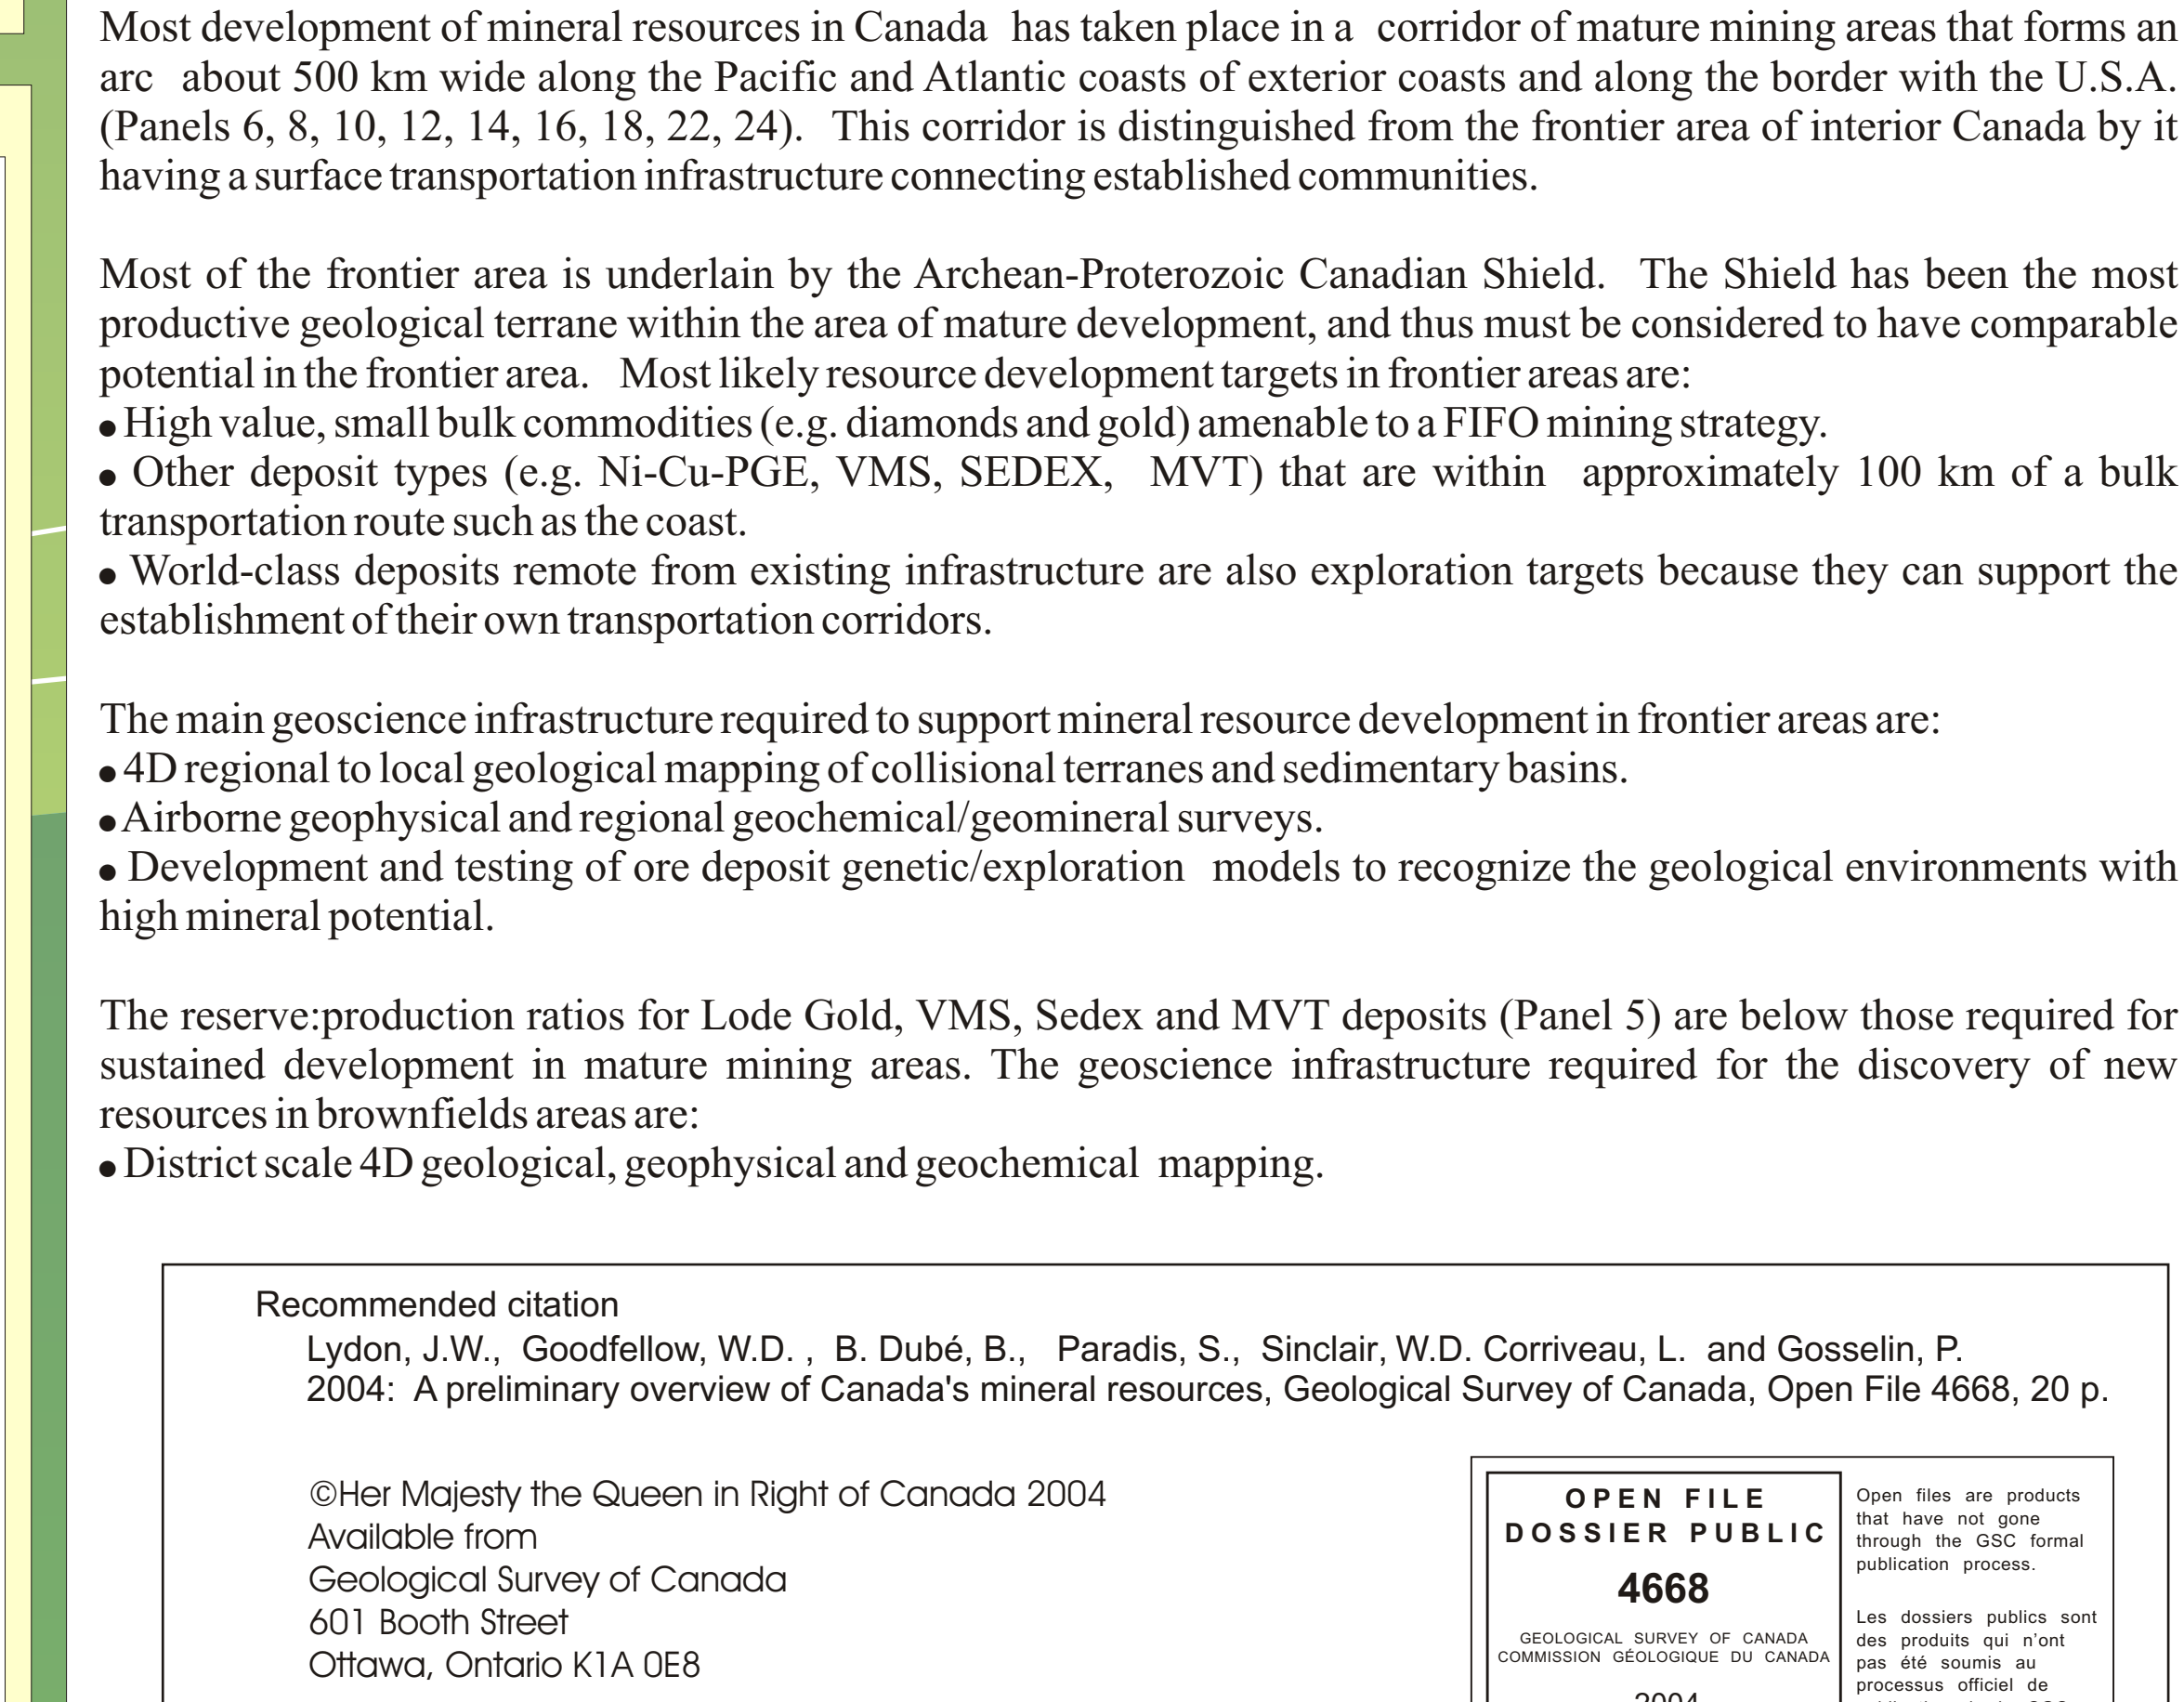 Most development of mineral resources in Canada has taken place in a corridor of mature mining areas that forms an
arc about 500 km wide along the Pacific and Atlantic coasts of exterior coasts and along the border with the U.S.A.
(Panels 6, 8, 10, 12, 14, 16, 18, 22, 24). This corridor is distinguished from the frontier area of interior Canada by it
having a surface transportation infrastructure connecting established communities.
Most of the frontier area is underlain by the Archean-Proterozoic Canadian Shield. The Shield has been the most
productive geological terrane within the area of mature development, and thus must be considered to have comparable
potential in the frontier area. Most likely resource development targets in frontier areas are:
● High value, small bulk commodities (e.g. diamonds and gold) amenable to a FIFO mining strategy.
● Other deposit types (e.g. Ni-Cu-PGE, VMS, SEDEX, MVT) that are within approximately 100 km of a bulk
transportation route such as the coast.
● World-class deposits remote from existing infrastructure are also exploration targets because they can support the
establishment of their own transportation corridors.
The main geoscience infrastructure required to support mineral resource development in frontier areas are:
● 4D regional to local geological mapping of collisional terranes and sedimentary basins.
● Airborne geophysical and regional geochemical/geomineral surveys.
● Development and testing of ore deposit genetic/exploration models to recognize the geological environments with
high mineral potential.
The reserve:production ratios for Lode Gold, VMS, Sedex and MVT deposits (Panel 5) are below those required for
sustained development in mature mining areas. The geoscience infrastructure required for the discovery of new
resources in brownfields areas are:
● District scale 4D geological, geophysical and geochemical mapping.
Recommended citation
Lydon, J.W., Goodfellow, W.D. , B. Dubé, B., Paradis, S., Sinclair, W.D. Corriveau, L. and Gosselin, P.
2004: A preliminary overview of Canada's mineral resources, Geological Survey of Canada, Open File 4668, 20 p.
©Her Majesty the Queen in Right of Canada 2004
Available from
Geological Survey of Canada
601 Booth Street
Ottawa, Ontario K1A 0E8
OPEN FILE
DOSSIER PUBLIC
4668
GEOLOGICAL SURVEY OF CANADA
COMMISSION GÉOLOGIQUE DU CANADA
2004
Open files are products
that have not gone
through the GSC formal
publication process.
Les dossiers publics sont
des produits qui n'ont
pas été soumis au
processus officiel de